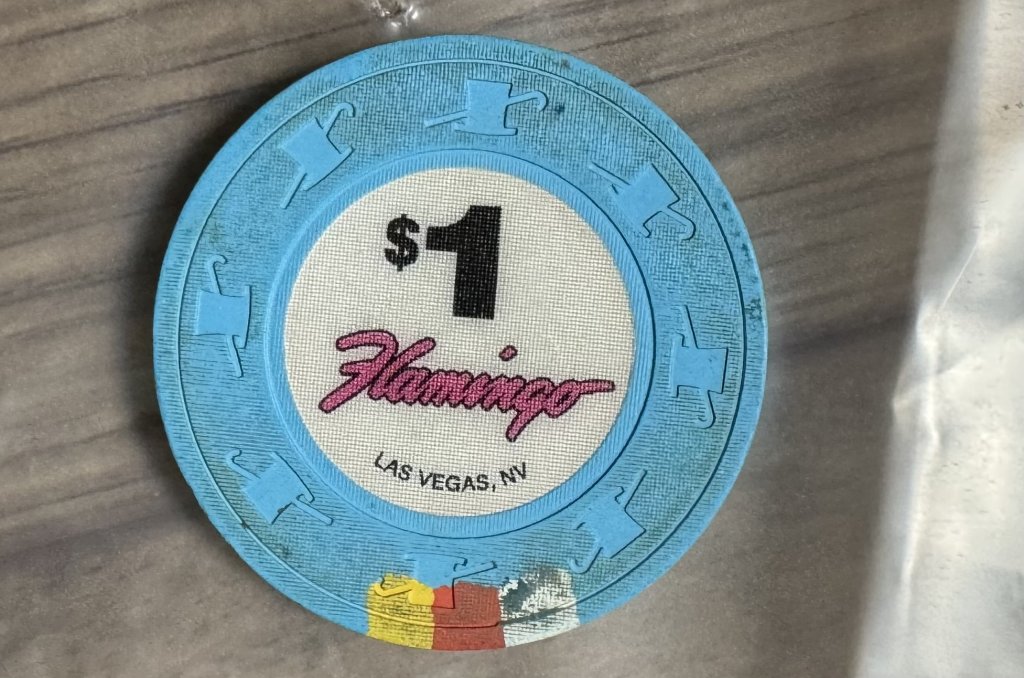 $1
Flamingo
LAS VEGAS, NV